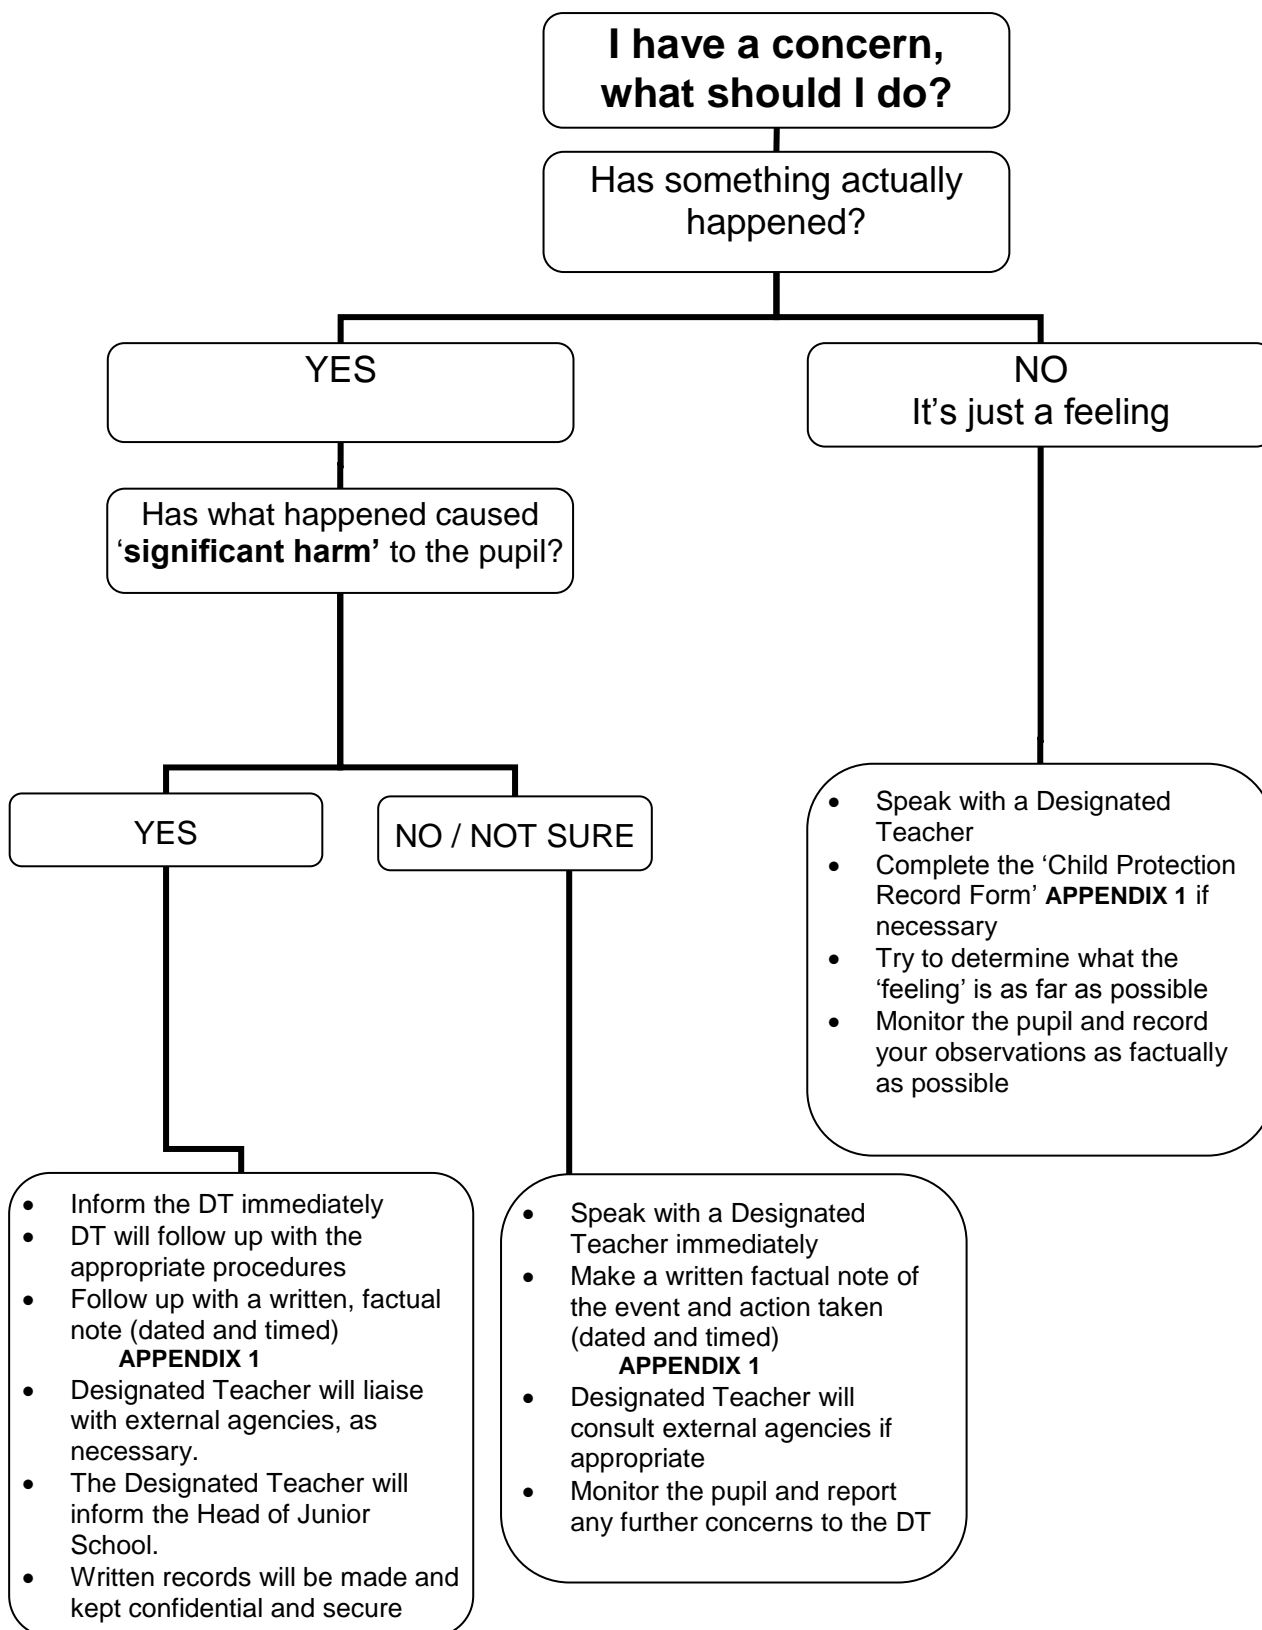 I have a concern,
what should I do?
Has something actually
happened?
YES
NO
It’s just a feeling
Has what happened caused
‘significant harm’ to the pupil?
YES
NO / NOT SURE
• Speak with a Designated
Teacher
• Complete the ‘Child Protection
Record Form’ APPENDIX 1 if
necessary
• Try to determine what the
‘feeling’ is as far as possible
• Monitor the pupil and record
your observations as factually
as possible
• Inform the DT immediately
• DT will follow up with the
appropriate procedures
• Follow up with a written, factual
note (dated and timed)
APPENDIX 1
• Designated Teacher will liaise
with external agencies, as
necessary.
• The Designated Teacher will
inform the Head of Junior
School.
• Written records will be made and
kept confidential and secure
• Speak with a Designated
Teacher immediately
• Make a written factual note of
the event and action taken
(dated and timed)
APPENDIX 1
• Designated Teacher will
consult external agencies if
appropriate
• Monitor the pupil and report
any further concerns to the DT